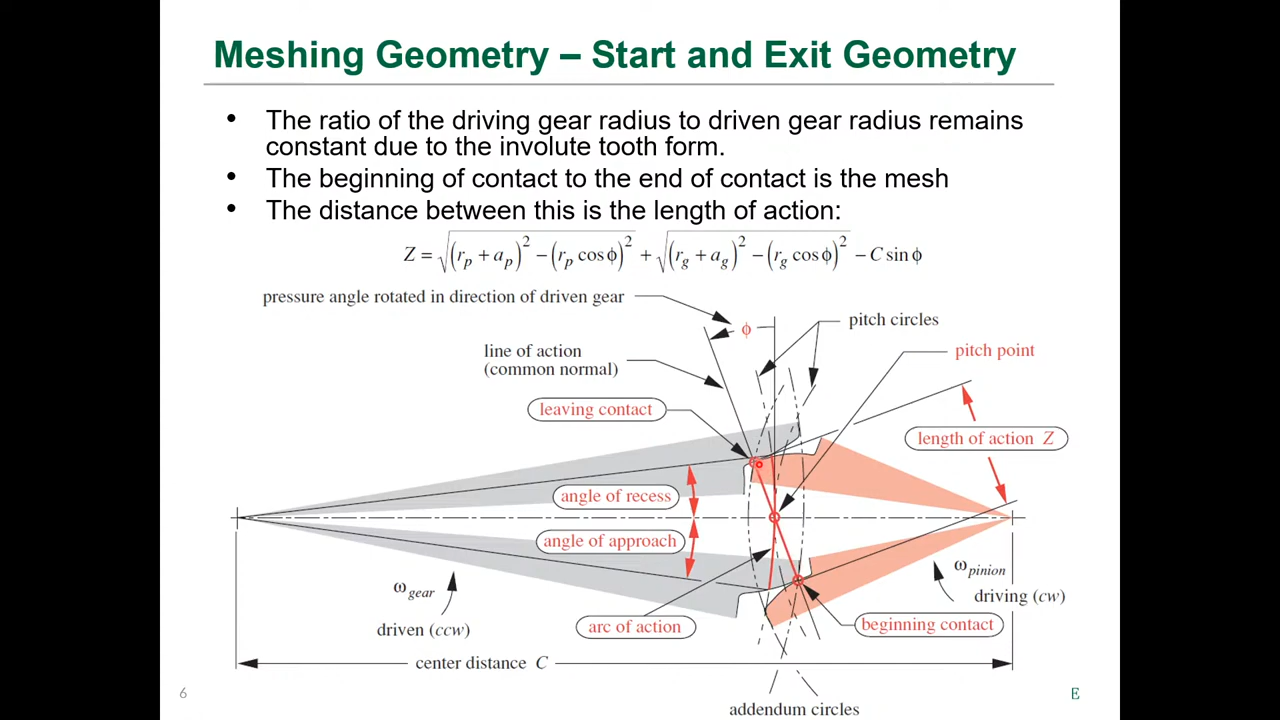 Meshing Geometry – Start and Exit Geometry
• The ratio of the driving gear radius to driven gear radius remains
constant due to the involute tooth form.
• The beginning of contact to the end of contact is the mesh
• The distance between this is the length of action:
Z = √((r_p + a_p)² − (r_p cos ϕ)²) + √((r_g + a_g)² − (r_g cos ϕ)²) − C sin ϕ
pressure angle rotated in direction of driven gear
ϕ
pitch circles
line of action
(common normal)
pitch point
leaving contact
length of action Z
angle of recess
angle of approach
ω_gear
driven (ccw)
ω_pinion
driving (cw)
arc of action
beginning contact
center distance C
addendum circles
6
E